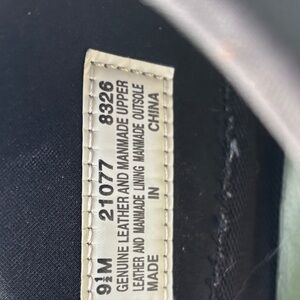 9½M 21077 8326
GENUINE LEATHER AND MANMADE UPPER
LEATHER AND MANMADE LINING MANMADE OUTSOLE
MADE IN CHINA